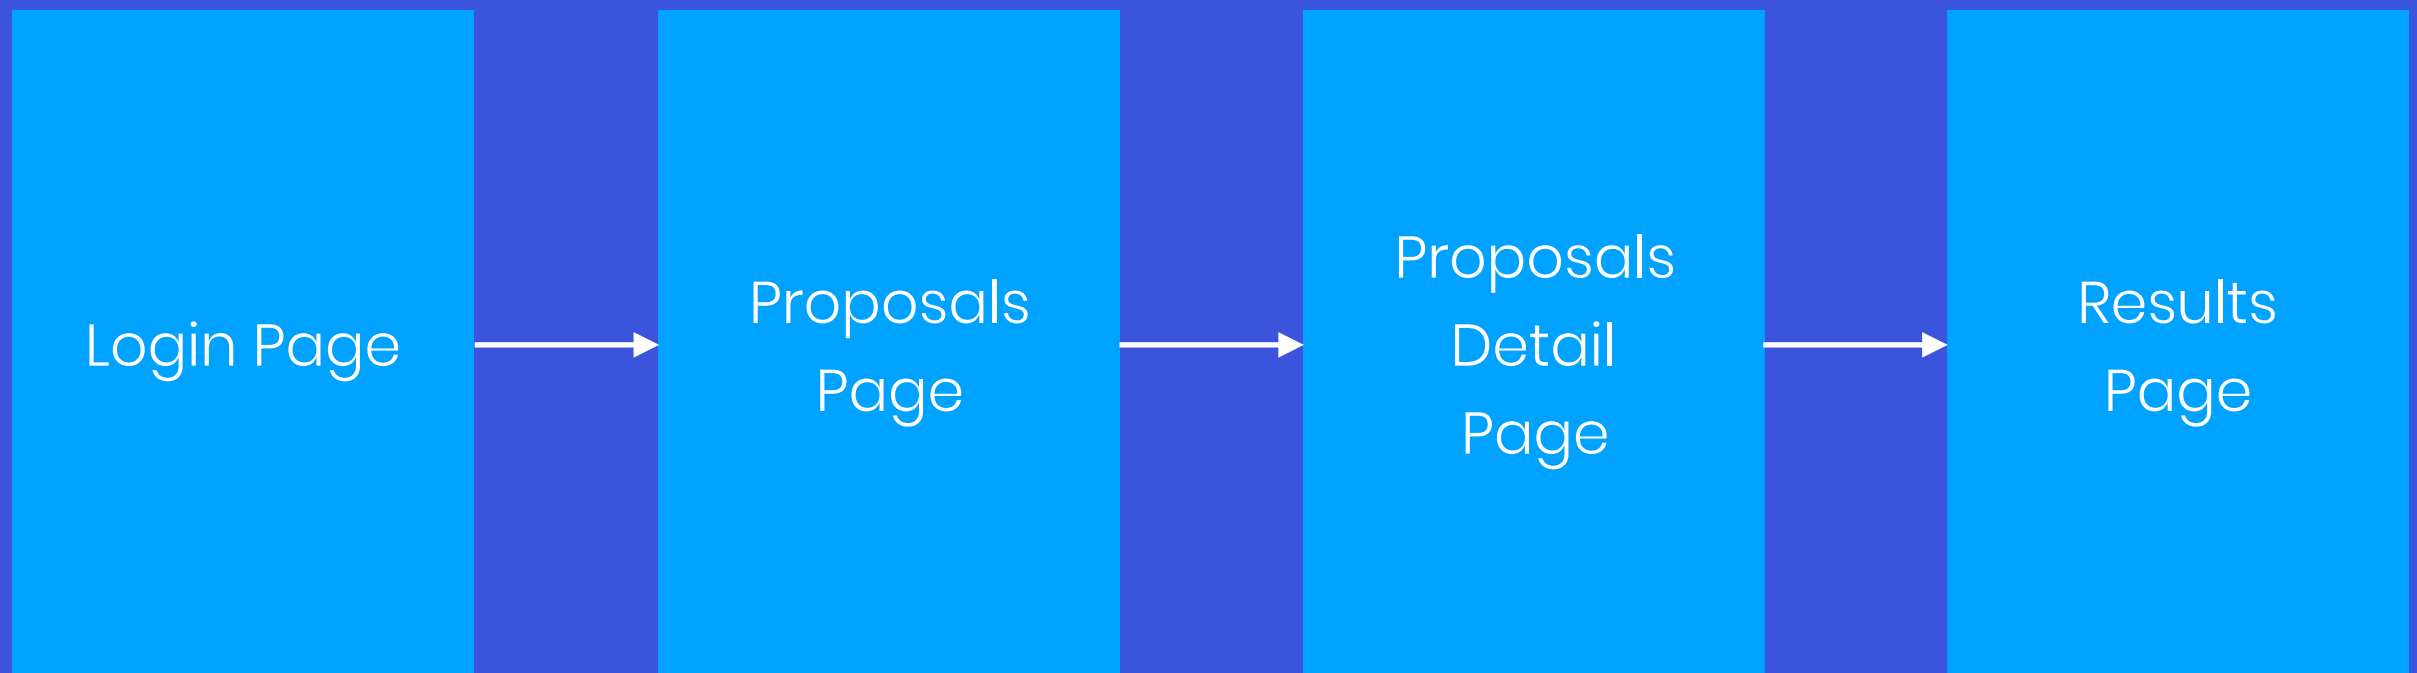 Login Page
Proposals
Page
Proposals
Detail
Page
Results
Page